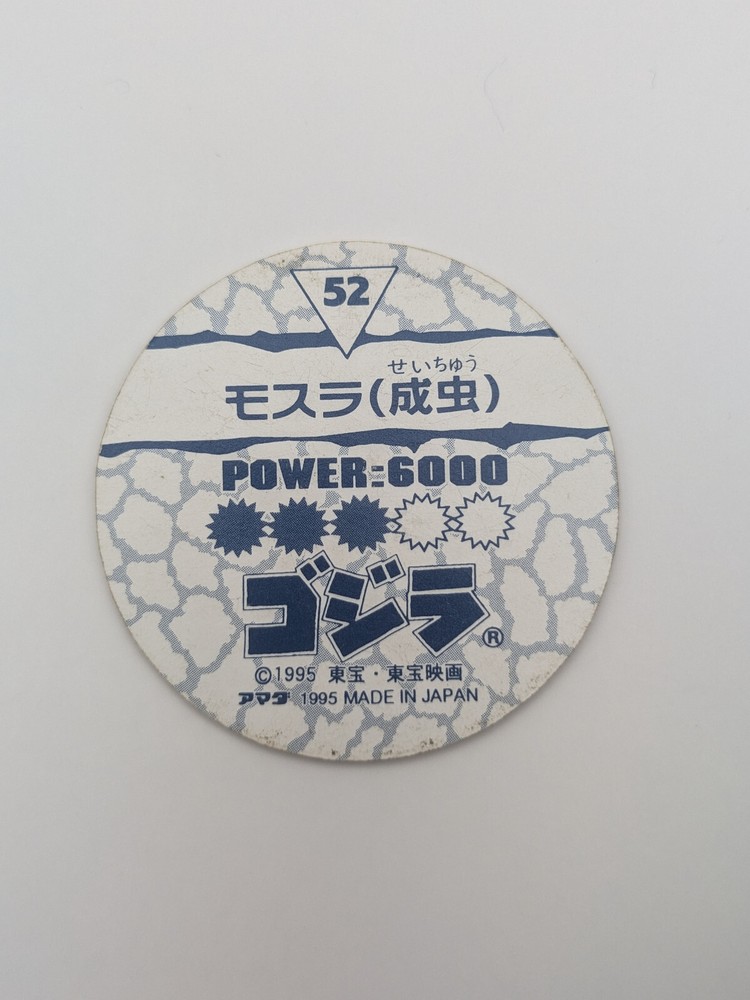 52
せいちゅう
モスラ(成虫)
POWER-6000
ゴジラ®
©1995 東宝・東宝映画
アマダ 1995 MADE IN JAPAN